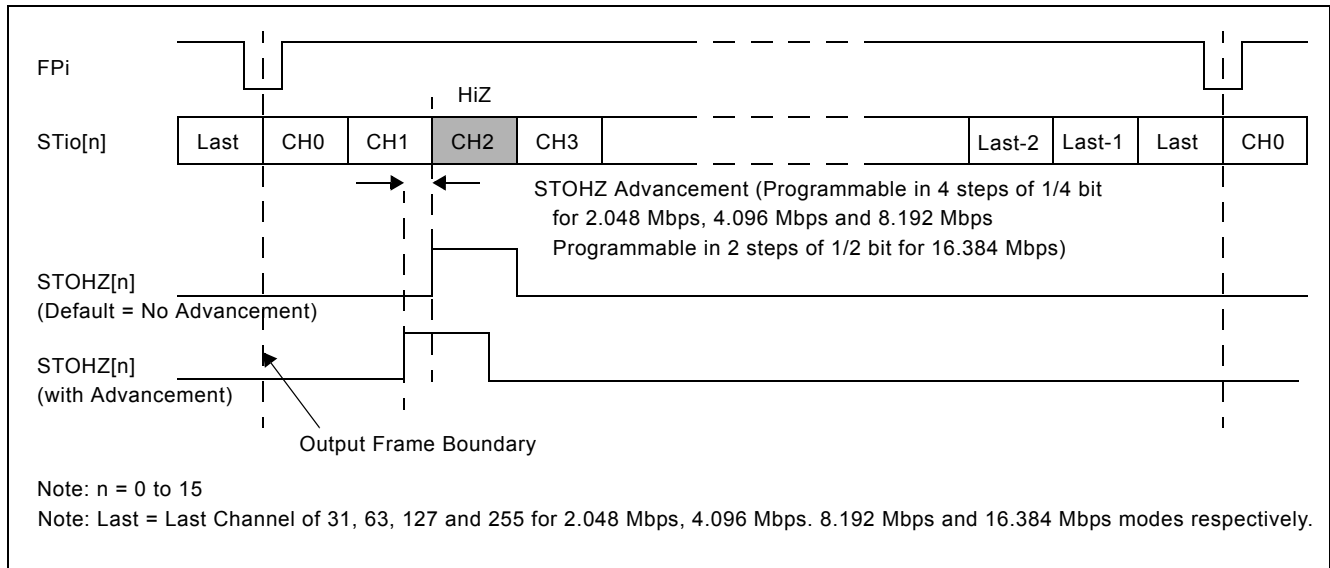 FPi
HiZ
STio[n]
Last CH0 CH1 CH2 CH3 Last-2 Last-1 Last CH0
STOHZ Advancement (Programmable in 4 steps of 1/4 bit
for 2.048 Mbps, 4.096 Mbps and 8.192 Mbps
Programmable in 2 steps of 1/2 bit for 16.384 Mbps)
STOHZ[n]
(Default = No Advancement)
STOHZ[n]
(with Advancement)
Output Frame Boundary
Note: n = 0 to 15
Note: Last = Last Channel of 31, 63, 127 and 255 for 2.048 Mbps, 4.096 Mbps. 8.192 Mbps and 16.384 Mbps modes respectively.